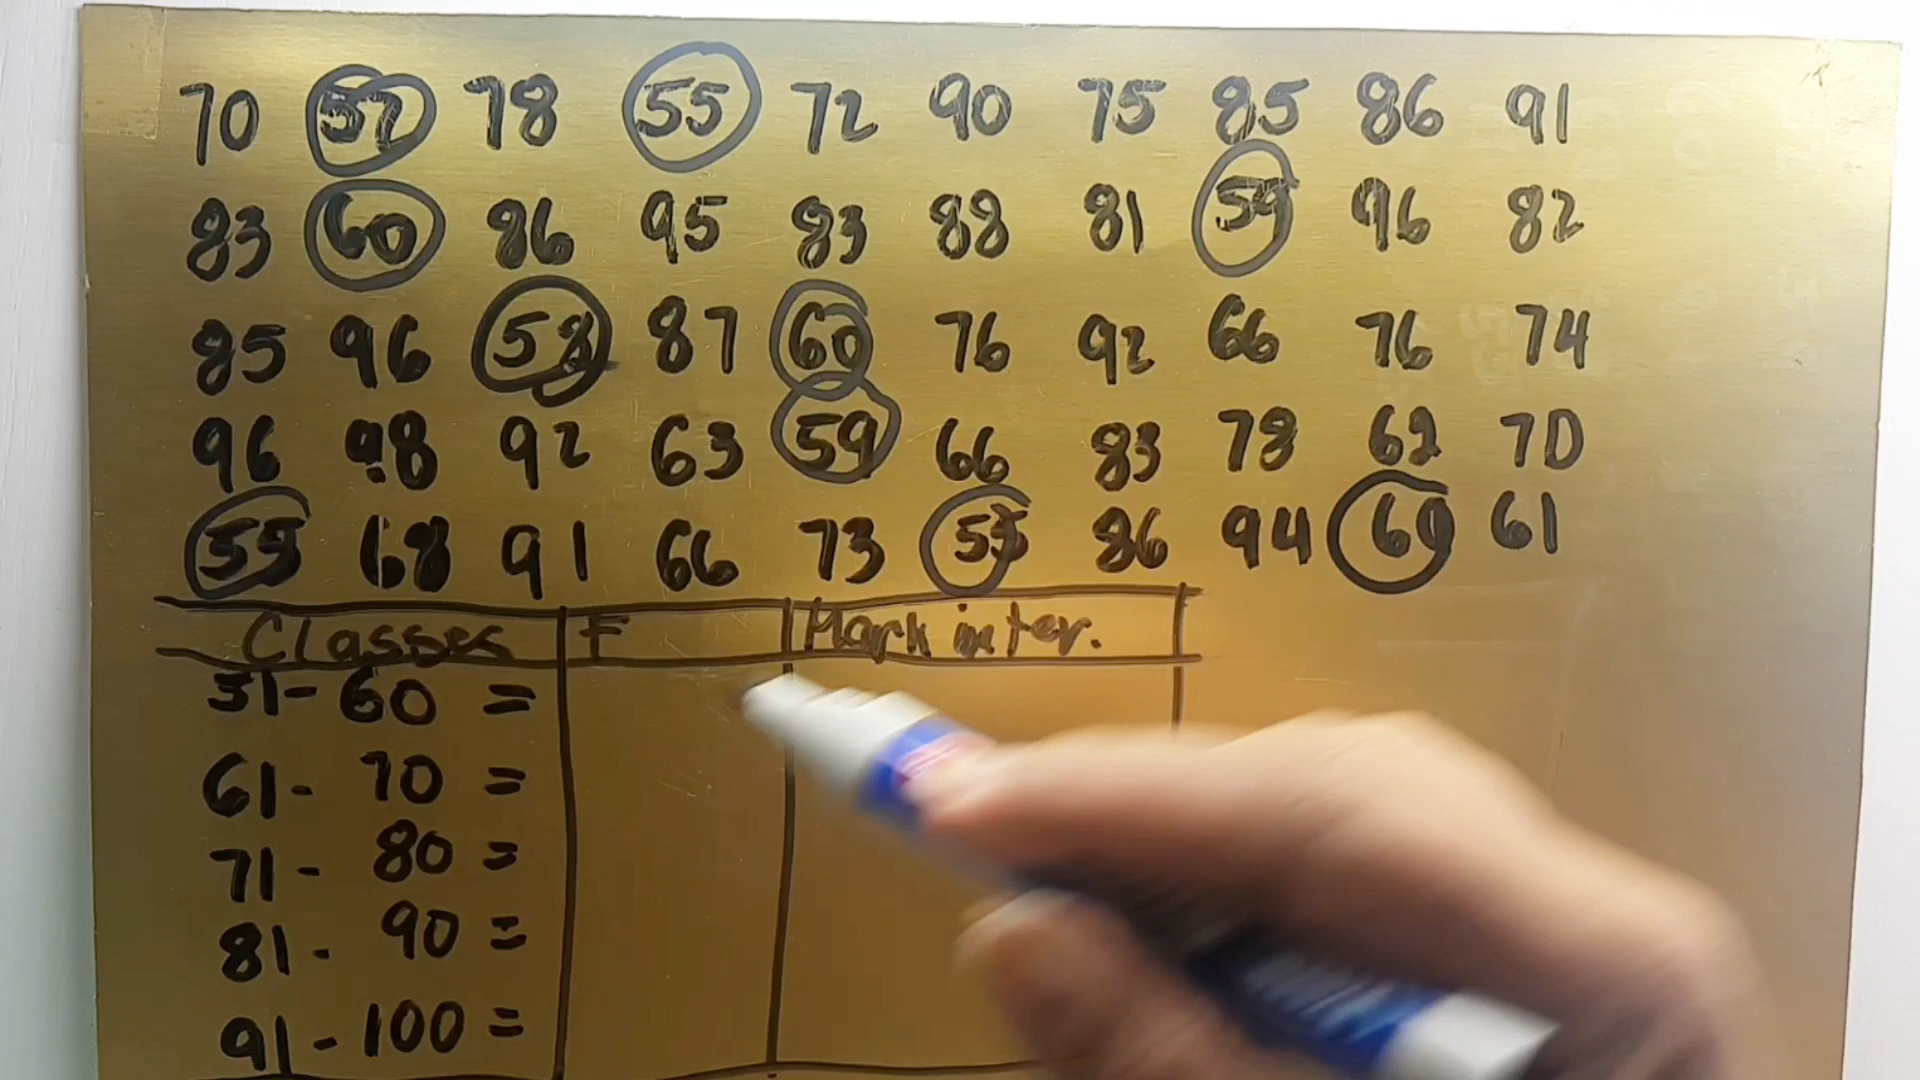 70 57 78 55 72 90 75 85 86 91
83 60 86 95 83 88 81 59 96 82
85 96 53 87 60 76 92 66 76 74
96 98 92 63 59 66 83 78 62 70
55 68 91 66 73 55 86 94 60 61
Classes F Mark inter.
51- 60 =
61- 70 =
71- 80 =
81- 90 =
91-100 =